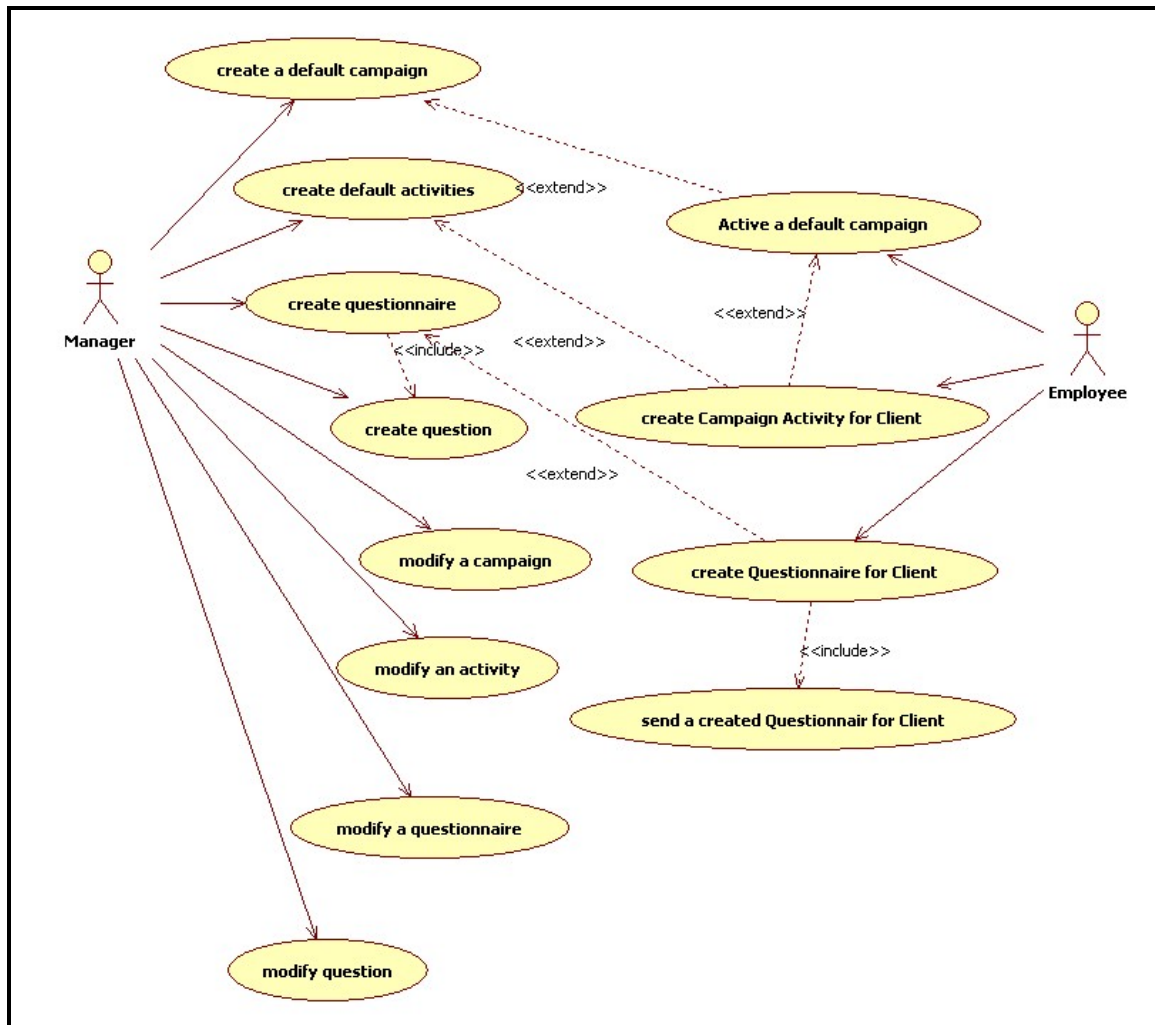 create a default campaign
create default activities
<<extend>>
Active a default campaign
create questionnaire
<<extend>>
Manager
<<include>>
<<extend>>
Employee
create question
create Campaign Activity for Client
<<extend>>
modify a campaign
create Questionnaire for Client
modify an activity
<<include>>
send a created Questionnair for Client
modify a questionnaire
modify question